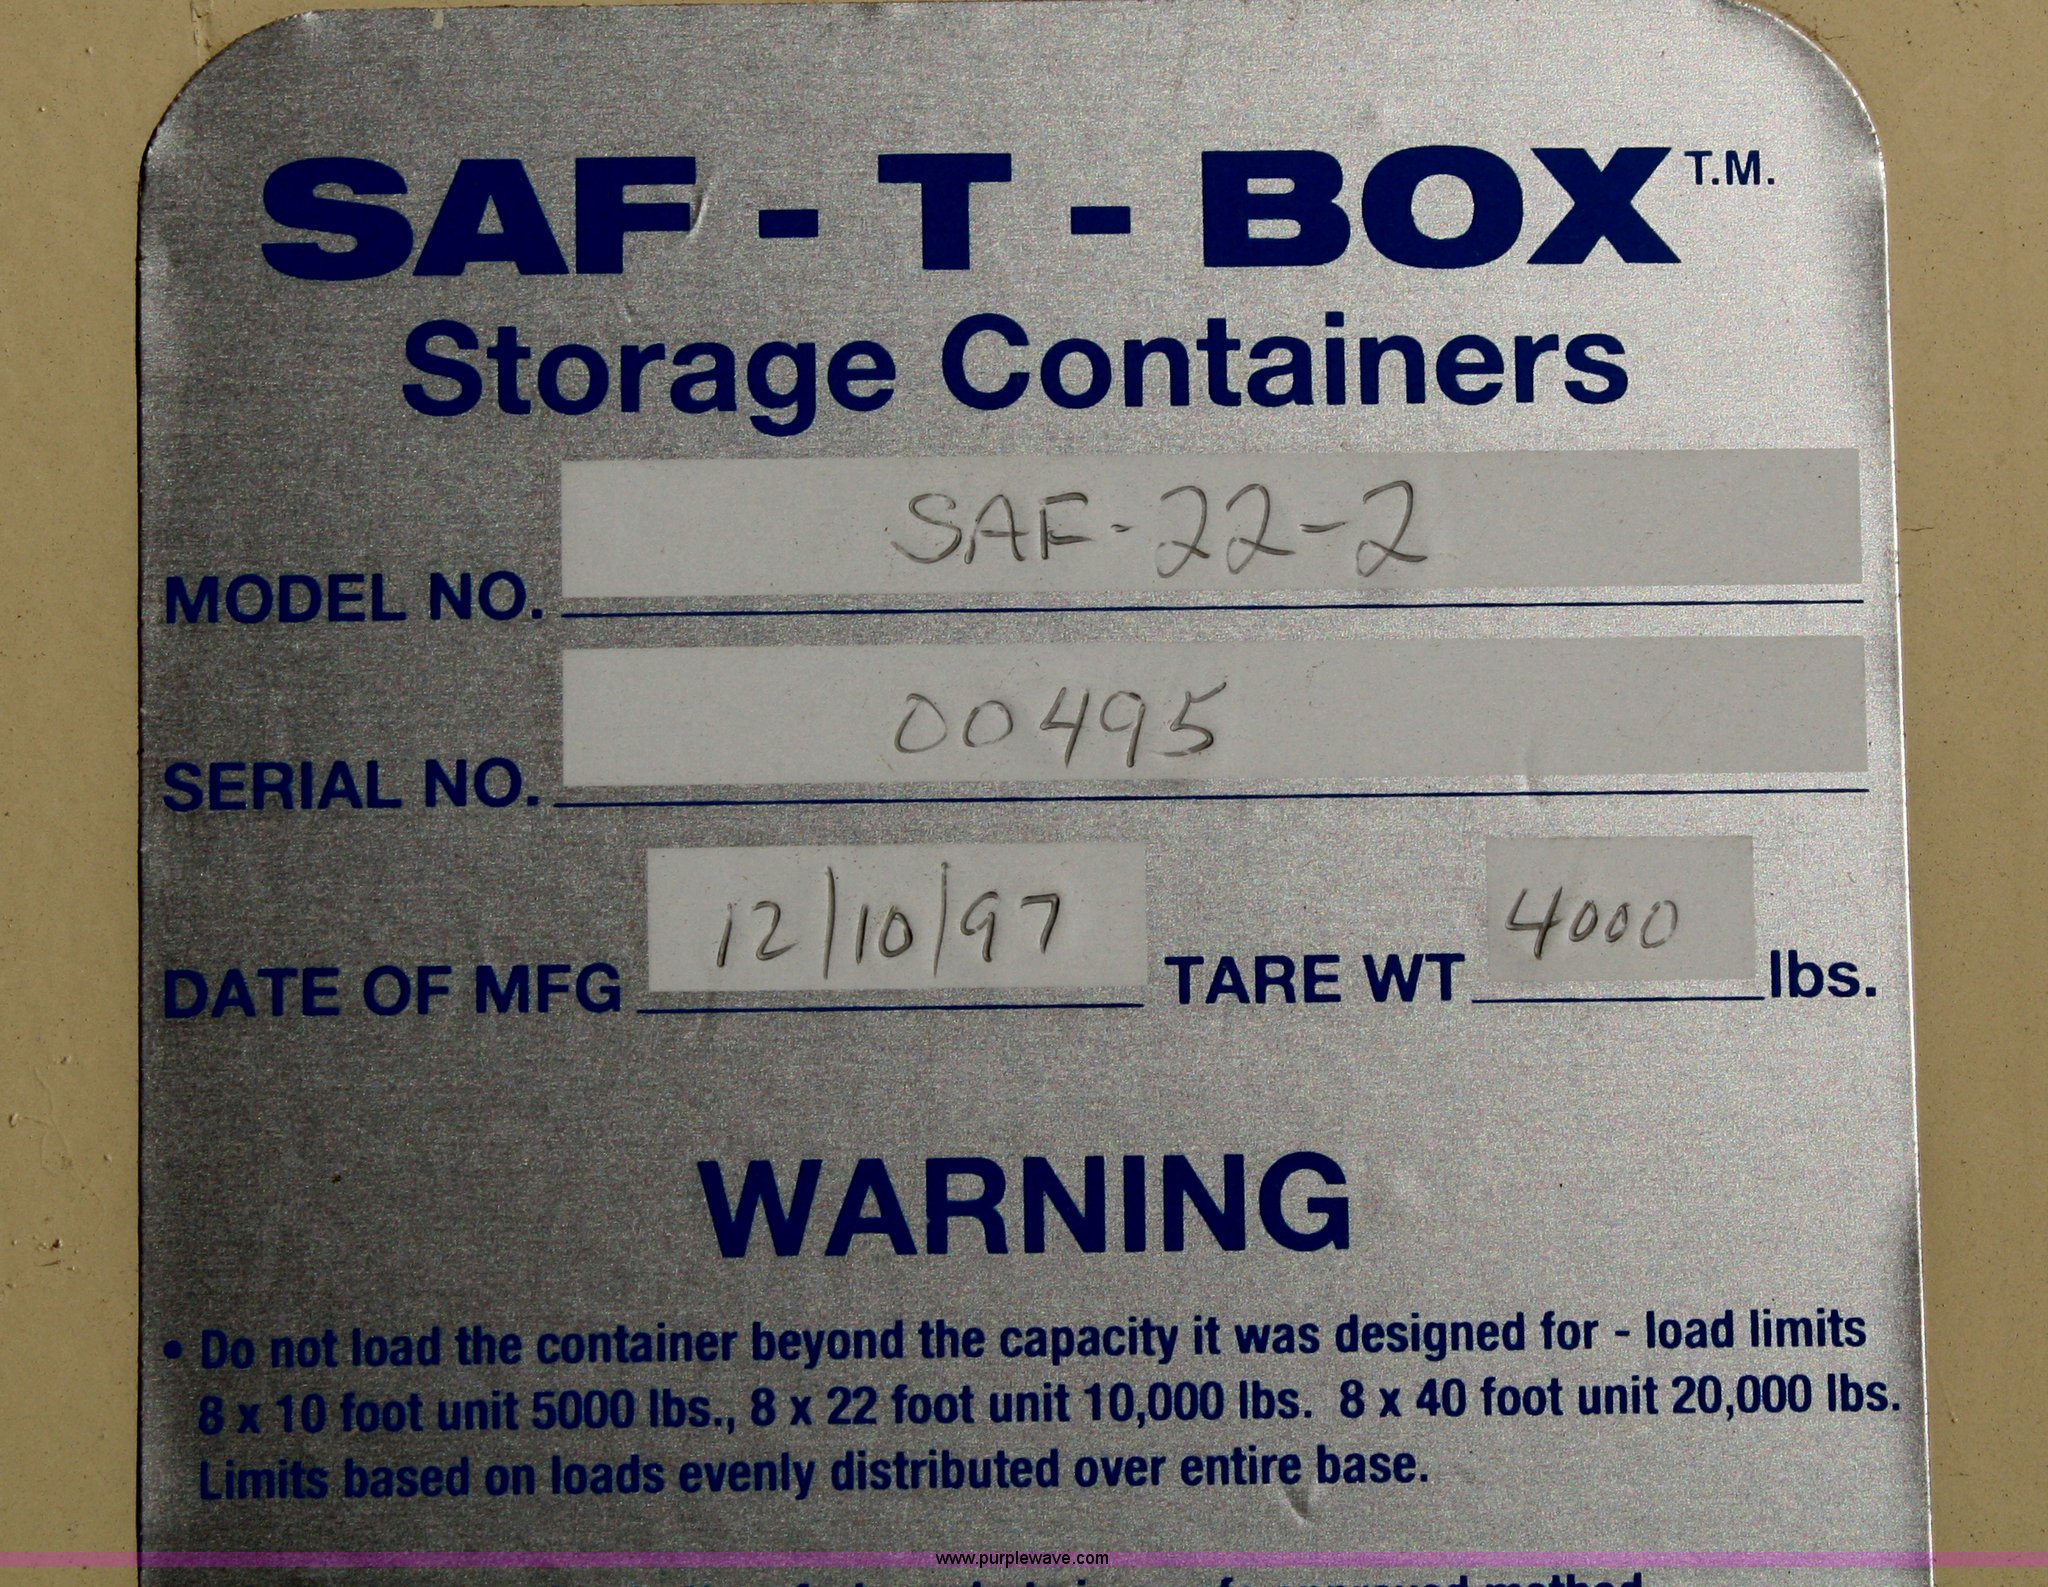 SAF - T - BOX T.M.
Storage Containers
MODEL NO. SAF-22-2
SERIAL NO. 00495
DATE OF MFG 12/10/97 TARE WT 4000 lbs.
WARNING
• Do not load the container beyond the capacity it was designed for - load limits
8 x 10 foot unit 5000 lbs., 8 x 22 foot unit 10,000 lbs. 8 x 40 foot unit 20,000 lbs.
Limits based on loads evenly distributed over entire base.
www.purplewave.com